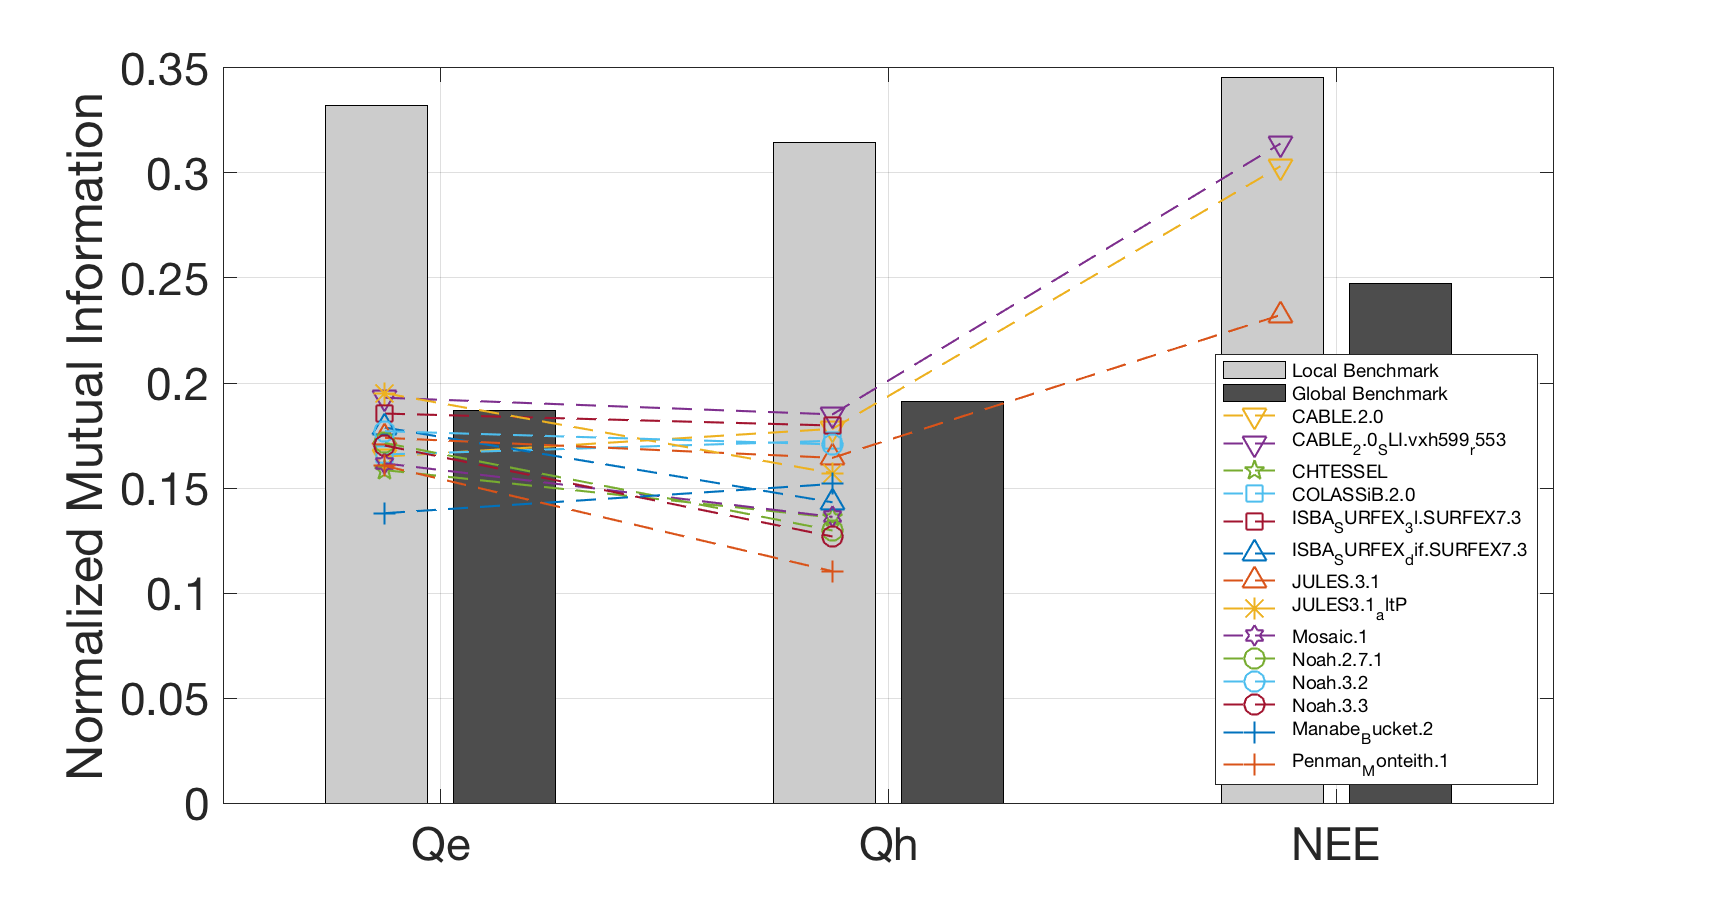 Normalized Mutual Information
0.35
0.3
0.25
0.2
0.15
0.1
0.05
0
Qe
Qh
NEE
Local Benchmark
Global Benchmark
CABLE.2.0
CABLE₂.0ₛLI.vxh599ᵣ553
CHTESSEL
COLASSiB.2.0
ISBAₛURFEX₃l.SURFEX7.3
ISBAₛURFEX_dif.SURFEX7.3
JULES.3.1
JULES3.1ₐltP
Mosaic.1
Noah.2.7.1
Noah.3.2
Noah.3.3
Manabe_Bucket.2
Penman_Monteith.1